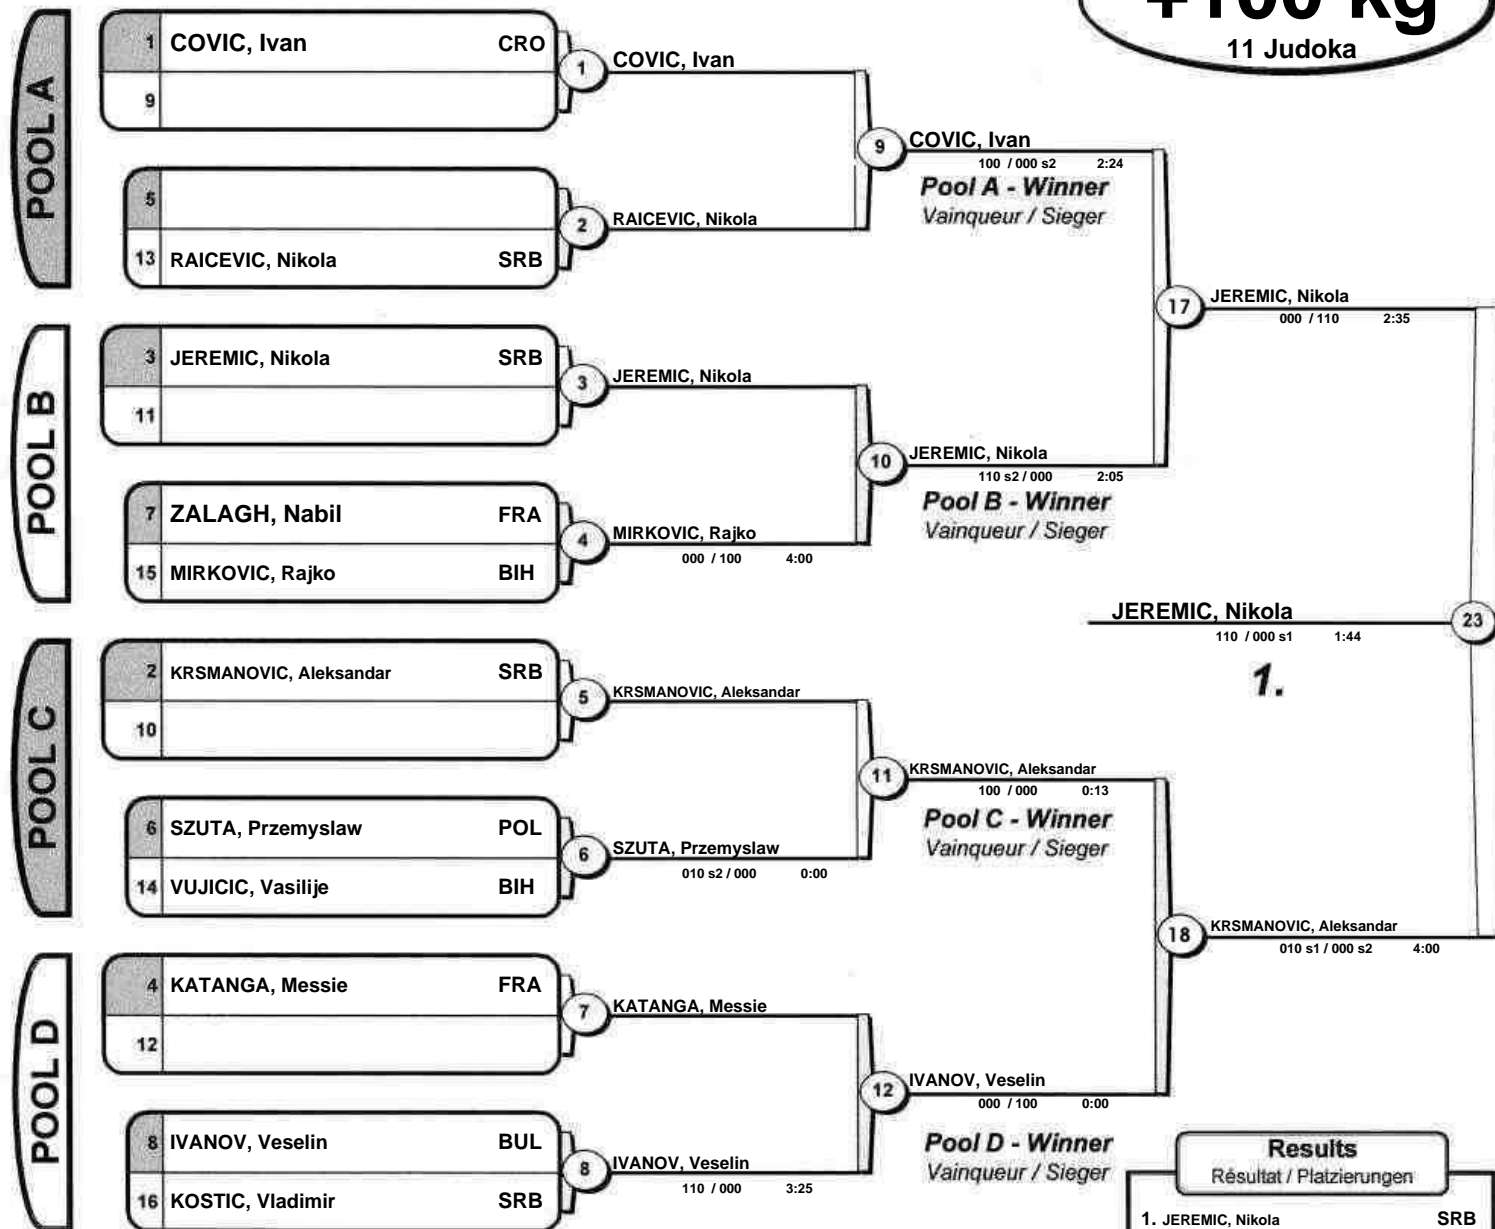 +100 kg
11 Judoka
POOL A
1 COVIC, Ivan CRO
9
1 COVIC, Ivan
5
13 RAICEVIC, Nikola SRB
2 RAICEVIC, Nikola
9 COVIC, Ivan
100 / 000 s2 2:24
Pool A - Winner
Vainqueur / Sieger
POOL B
3 JEREMIC, Nikola SRB
11
3 JEREMIC, Nikola
7 ZALAGH, Nabil FRA
15 MIRKOVIC, Rajko BIH
4 MIRKOVIC, Rajko
000 / 100 4:00
10 JEREMIC, Nikola
110 s2 / 000 2:05
Pool B - Winner
Vainqueur / Sieger
17 JEREMIC, Nikola
000 / 110 2:35
JEREMIC, Nikola 23
110 / 000 s1 1:44
1.
POOL C
2 KRSMANOVIC, Aleksandar SRB
10
5 KRSMANOVIC, Aleksandar
6 SZUTA, Przemyslaw POL
14 VUJICIC, Vasilije BIH
6 SZUTA, Przemyslaw
010 s2 / 000 0:00
11 KRSMANOVIC, Aleksandar
100 / 000 0:13
Pool C - Winner
Vainqueur / Sieger
18 KRSMANOVIC, Aleksandar
010 s1 / 000 s2 4:00
POOL D
4 KATANGA, Messie FRA
12
7 KATANGA, Messie
8 IVANOV, Veselin BUL
16 KOSTIC, Vladimir SRB
8 IVANOV, Veselin
110 / 000 3:25
12 IVANOV, Veselin
000 / 100 0:00
Pool D - Winner
Vainqueur / Sieger
Results
Résultat / Platzierungen
1. JEREMIC, Nikola SRB